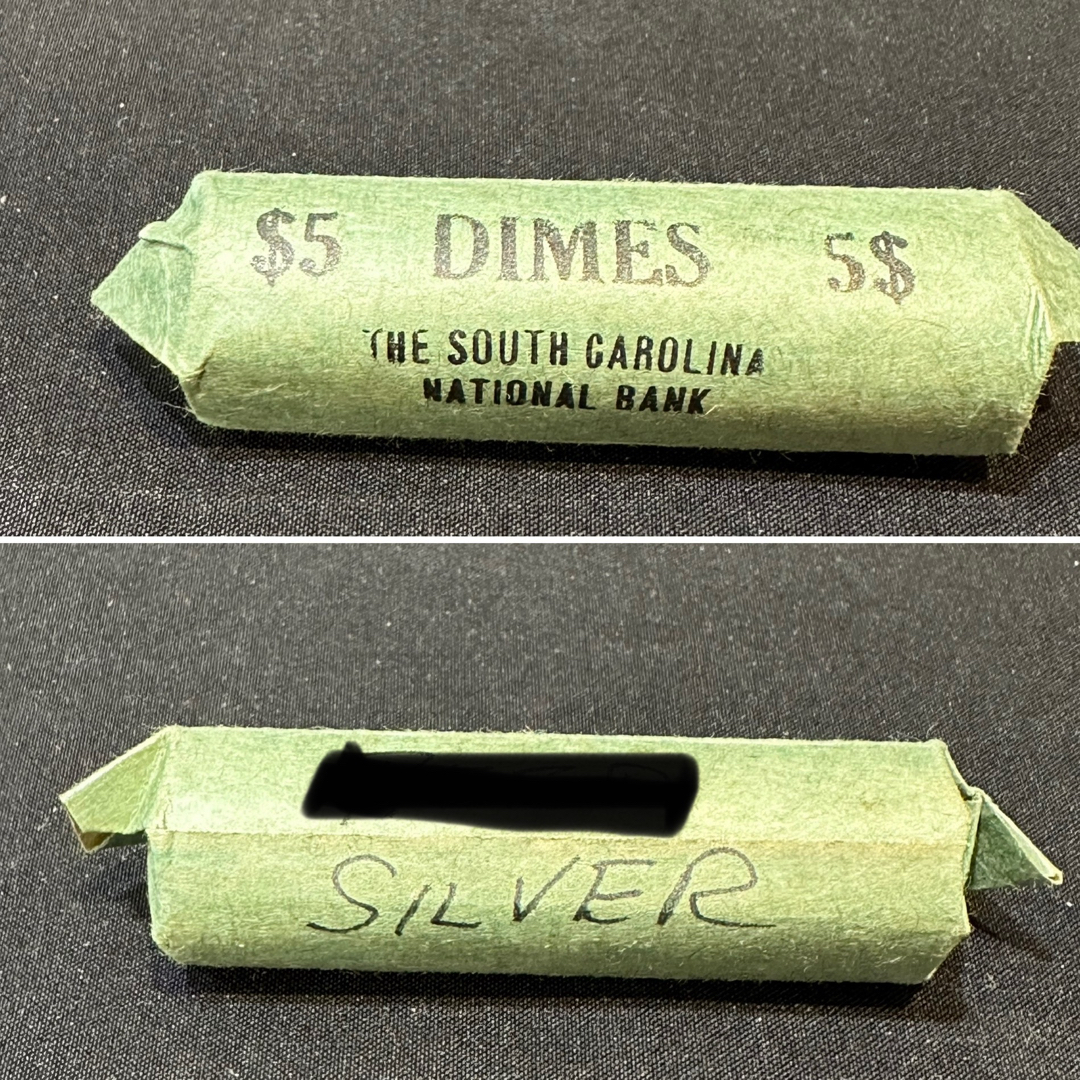 $5 DIMES 5$
THE SOUTH CAROLINA
NATIONAL BANK
SILVER